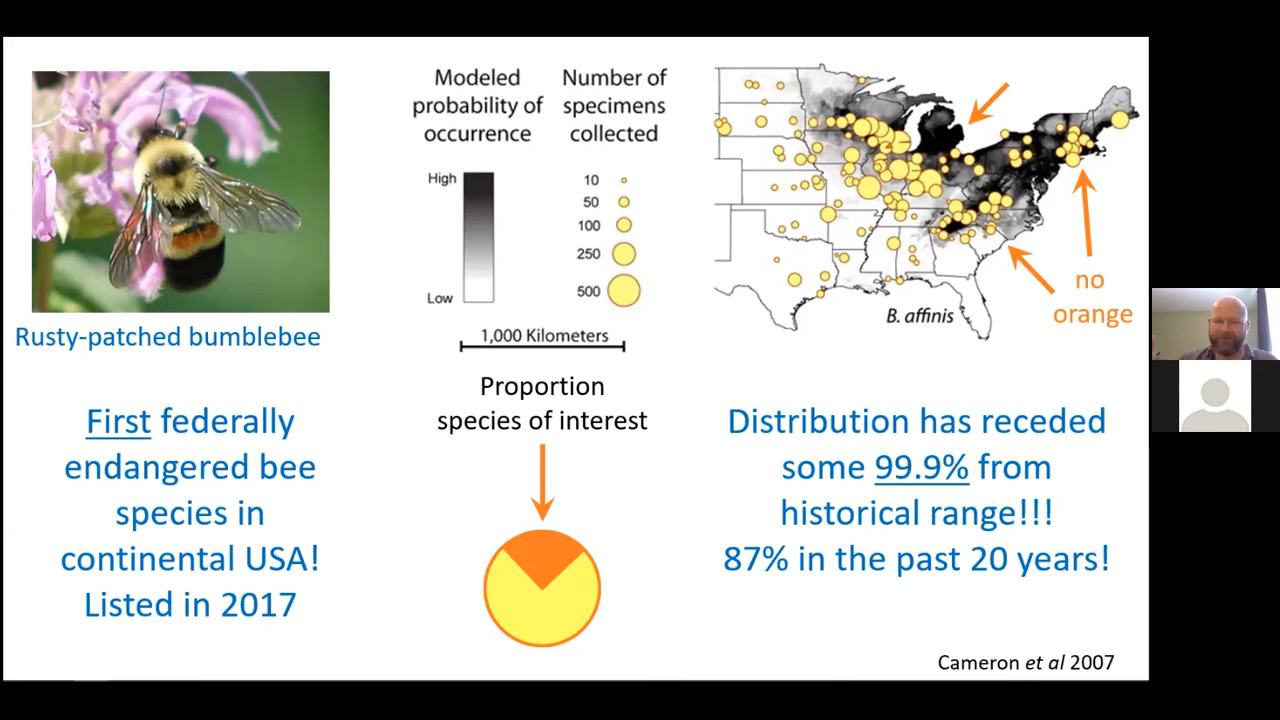 Rusty-patched bumblebee
First federally
endangered bee
species in
continental USA!
Listed in 2017
Modeled
probability of
occurrence
High
Low
Number of
specimens
collected
10
50
100
250
500
1,000 Kilometers
Proportion
species of interest
B. affinis
no
orange
Distribution has receded
some 99.9% from
historical range!!!
87% in the past 20 years!
Cameron et al 2007